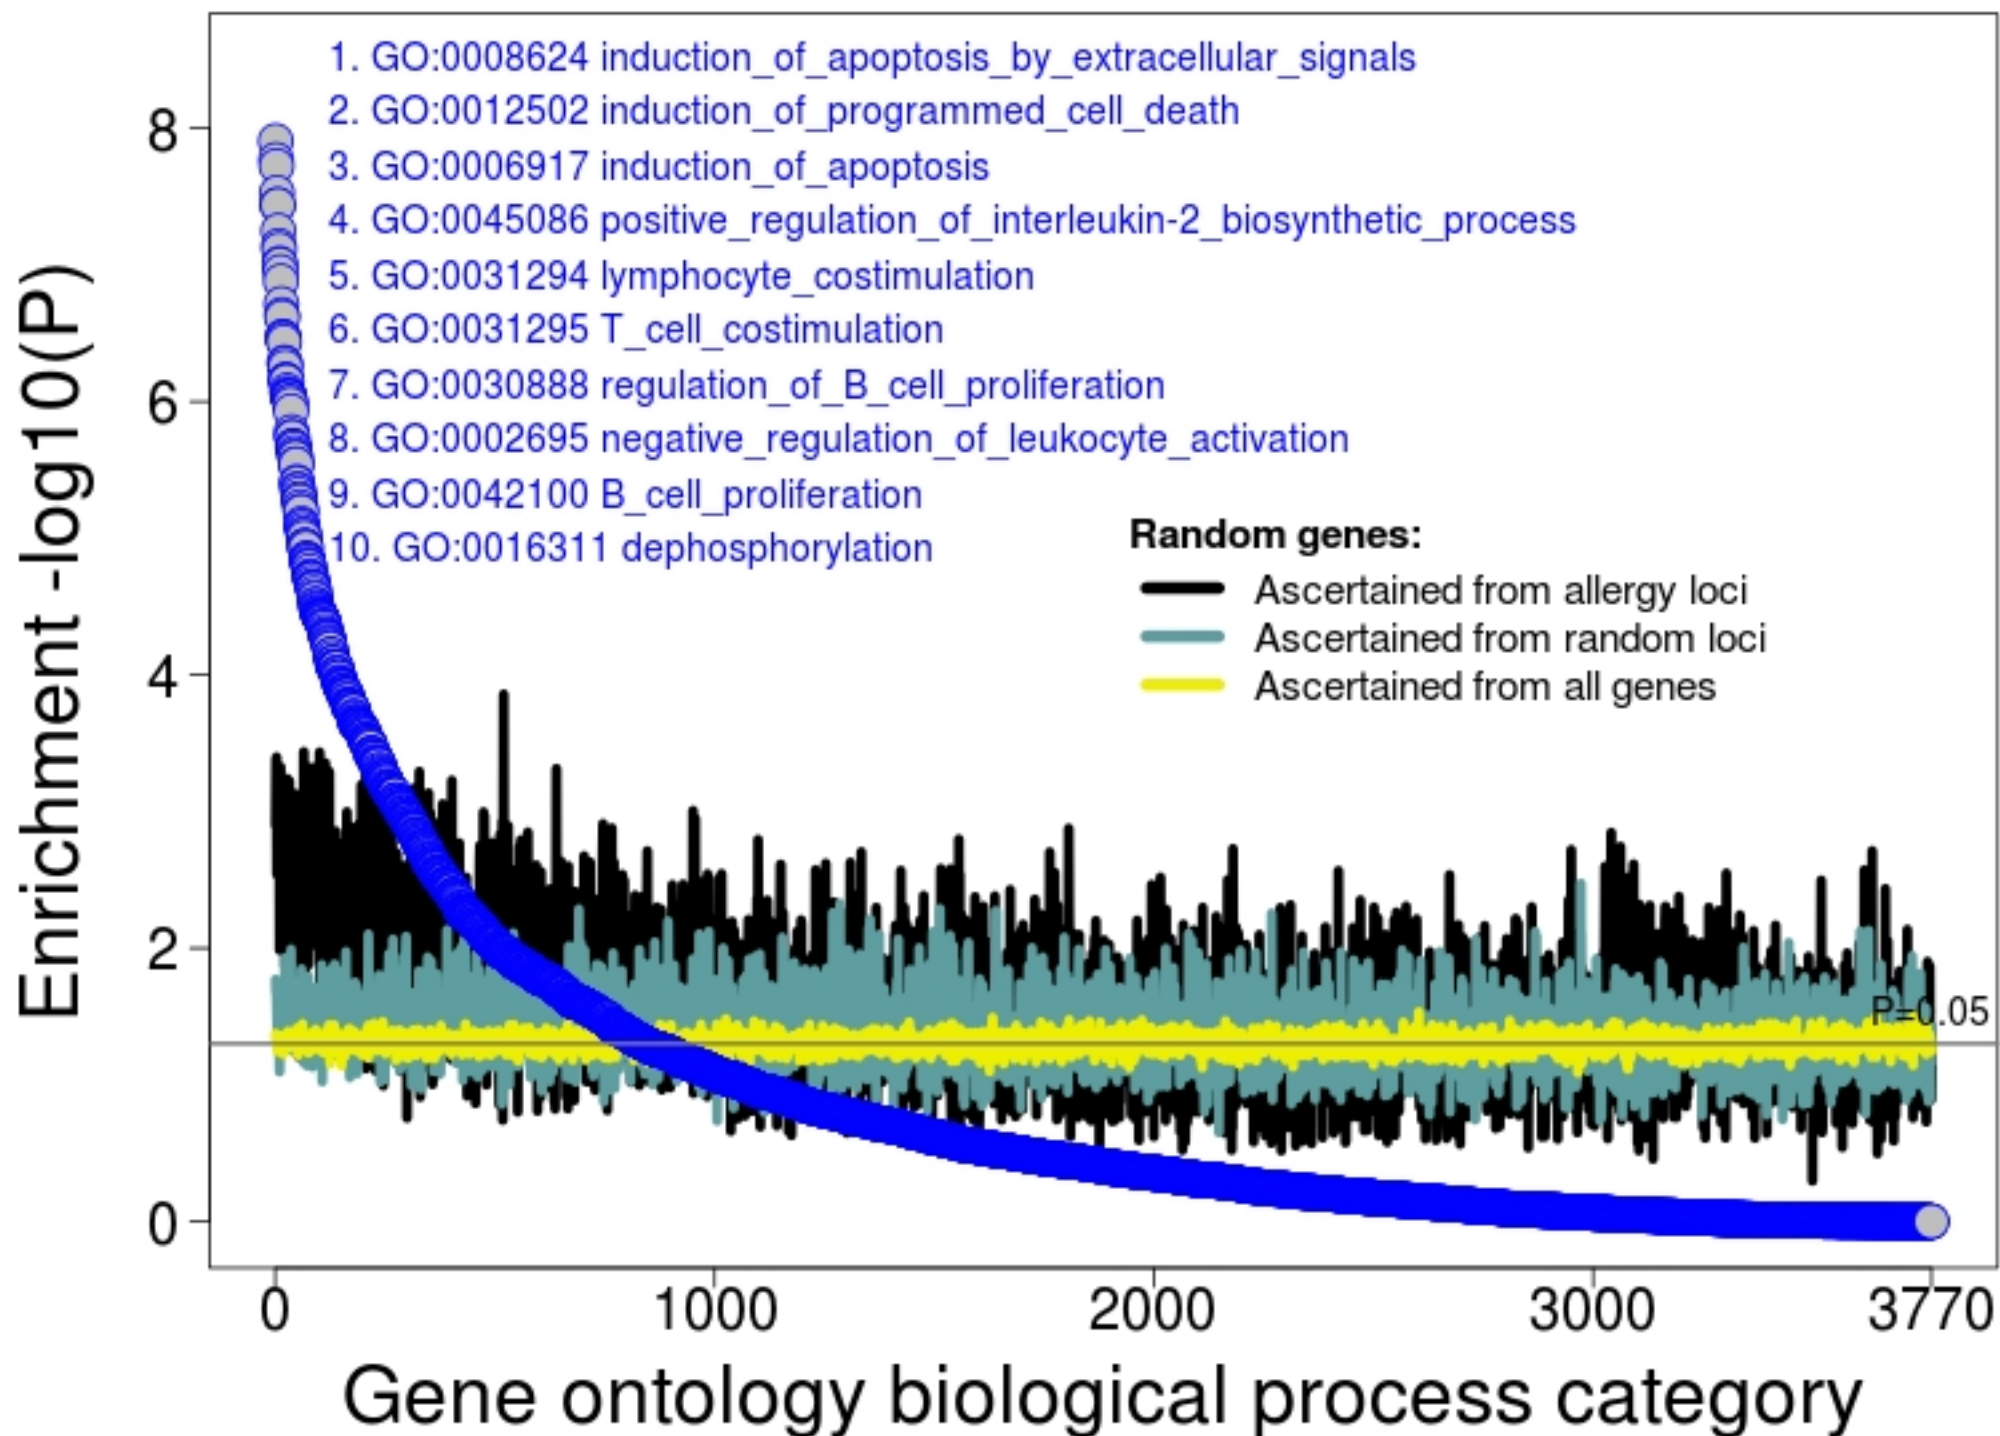 1. GO:0008624 induction_of_apoptosis_by_extracellular_signals
2. GO:0012502 induction_of_programmed_cell_death
3. GO:0006917 induction_of_apoptosis
4. GO:0045086 positive_regulation_of_interleukin-2_biosynthetic_process
5. GO:0031294 lymphocyte_costimulation
6. GO:0031295 T_cell_costimulation
7. GO:0030888 regulation_of_B_cell_proliferation
8. GO:0002695 negative_regulation_of_leukocyte_activation
9. GO:0042100 B_cell_proliferation
10. GO:0016311 dephosphorylation
Random genes:
Ascertained from allergy loci
Ascertained from random loci
Ascertained from all genes
P=0.05
Enrichment -log10(P)
8
6
4
2
0
0 1000 2000 3000 3770
Gene ontology biological process category